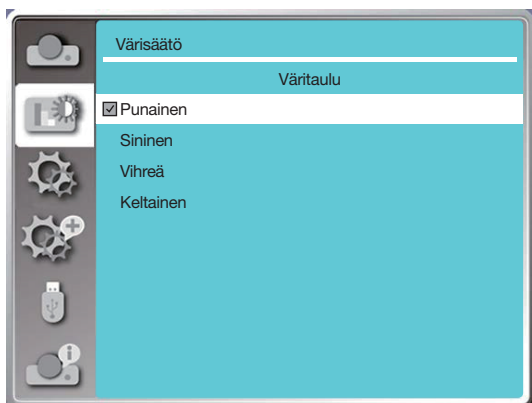 Värisäätö
Väritaulu
Punainen
Sininen
Vihreä
Keltainen